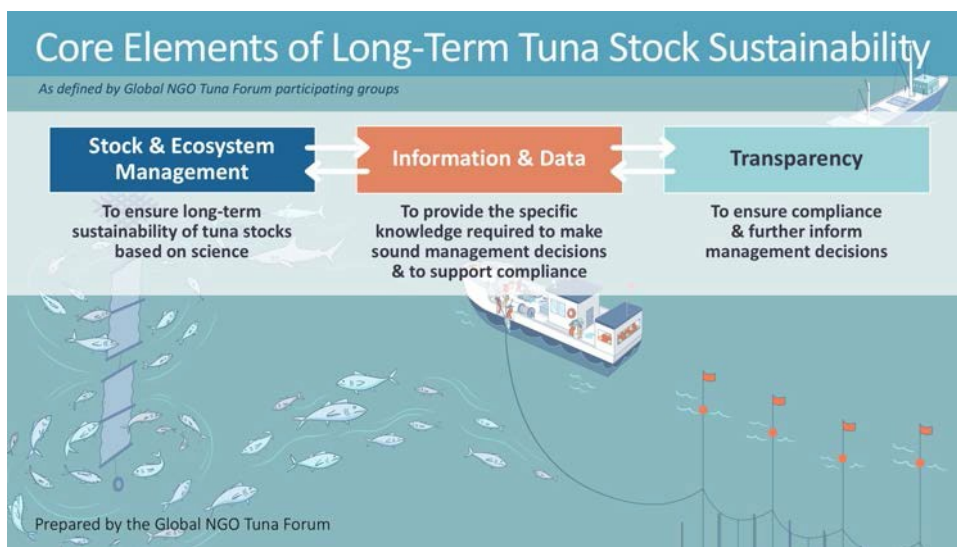 Core Elements of Long-Term Tuna Stock Sustainability
As defined by Global NGO Tuna Forum participating groups
Stock & Ecosystem
Management
To ensure long-term
sustainability of tuna stocks
based on science
Information & Data
To provide the specific
knowledge required to make
sound management decisions
& to support compliance
Transparency
To ensure compliance
& further inform
management decisions
Prepared by the Global NGO Tuna Forum